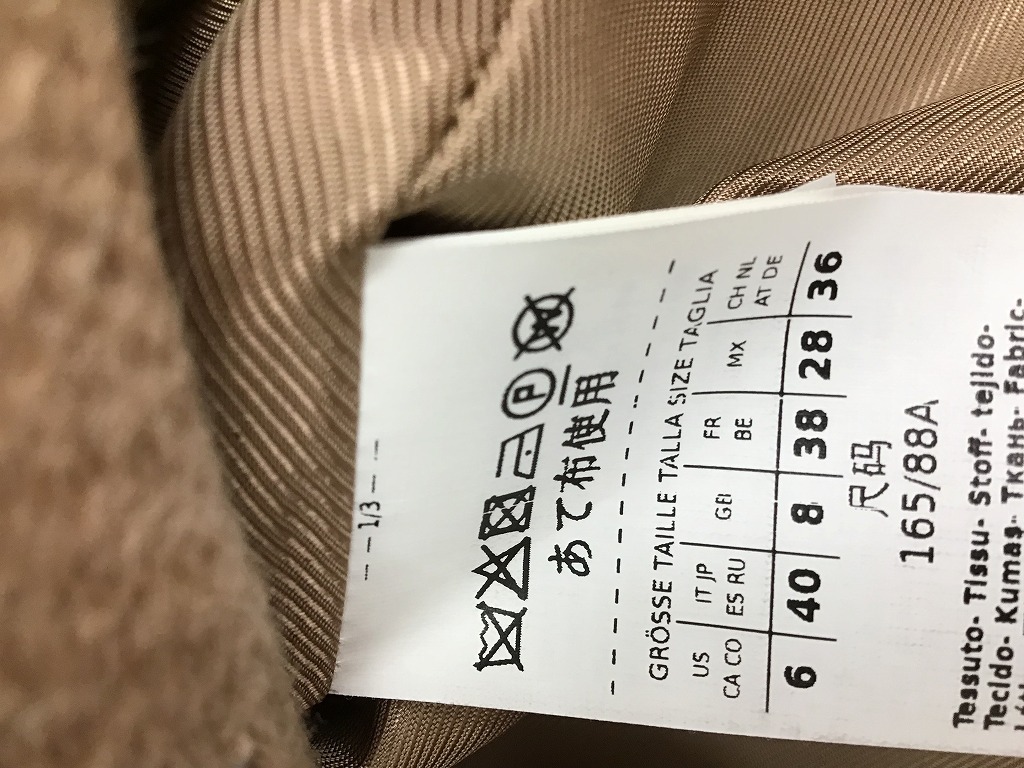 1/3
P
W
あて布使用
GRÖSSE TAILLE TALLA SIZE TAGLIA
US IT JP GB FR MX CH NL
CA CO ES RU BE AT DE
6 40 8 38 28 36
尺码
165/88A
Tessuto- Tissu- Stoff- tejido-
Tecido- Kumaş- Ткань- Fabric-